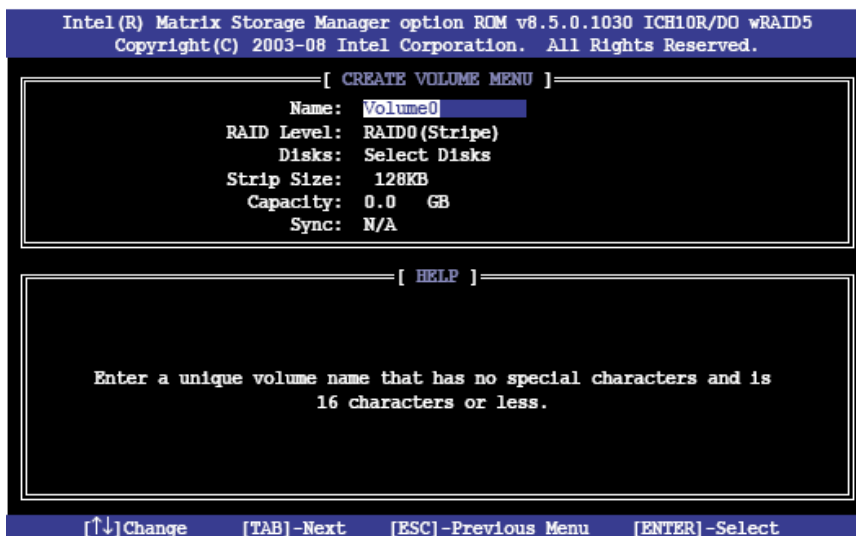 Intel(R) Matrix Storage Manager option ROM v8.5.0.1030 ICH10R/DO wRAID5
Copyright(C) 2003-08 Intel Corporation. All Rights Reserved.
[ CREATE VOLUME MENU ]
Name: Volume0
RAID Level: RAID0(Stripe)
Disks: Select Disks
Strip Size: 128KB
Capacity: 0.0 GB
Sync: N/A
[ HELP ]
Enter a unique volume name that has no special characters and is
16 characters or less.
[↑↓]Change [TAB]-Next [ESC]-Previous Menu [ENTER]-Select